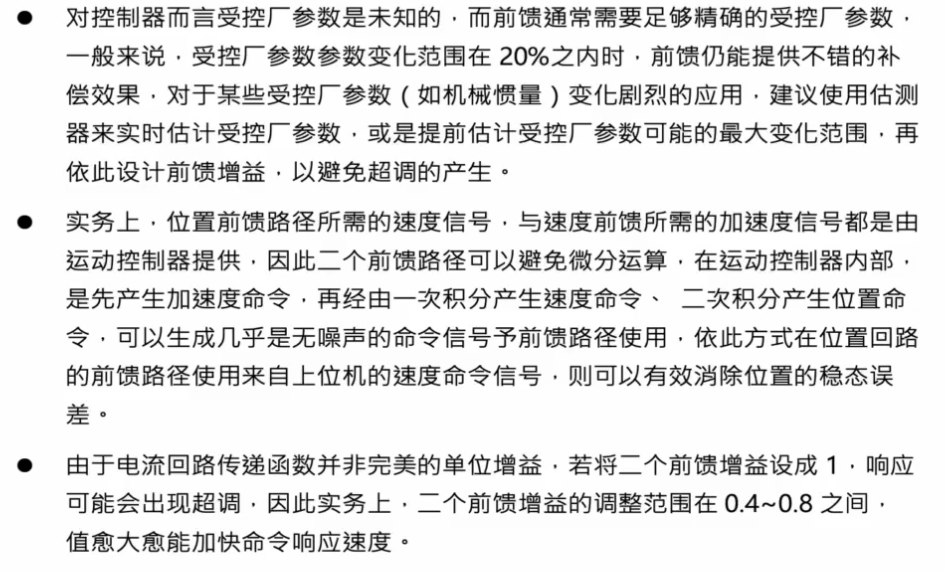 ● 对控制器而言受控厂参数是未知的，而前馈通常需要足够精确的受控厂参数，
一般来说，受控厂参数参数变化范围在 20%之内时，前馈仍能提供不错的补
偿效果，对于某些受控厂参数（如机械惯量）变化剧烈的应用，建议使用估测
器来实时估计受控厂参数，或是提前估计受控厂参数可能的最大变化范围，再
依此设计前馈增益，以避免超调的产生。
● 实务上，位置前馈路径所需的速度信号，与速度前馈所需的加速度信号都是由
运动控制器提供，因此二个前馈路径可以避免微分运算，在运动控制器内部，
是先产生加速度命令，再经由一次积分产生速度命令、 二次积分产生位置命
令，可以生成几乎是无噪声的命令信号予前馈路径使用，依此方式在位置回路
的前馈路径使用来自上位机的速度命令信号，则可以有效消除位置的稳态误
差。
● 由于电流回路传递函数并非完美的单位增益，若将二个前馈增益设成 1，响应
可能会出现超调，因此实务上，二个前馈增益的调整范围在 0.4~0.8 之间，
值愈大愈能加快命令响应速度。